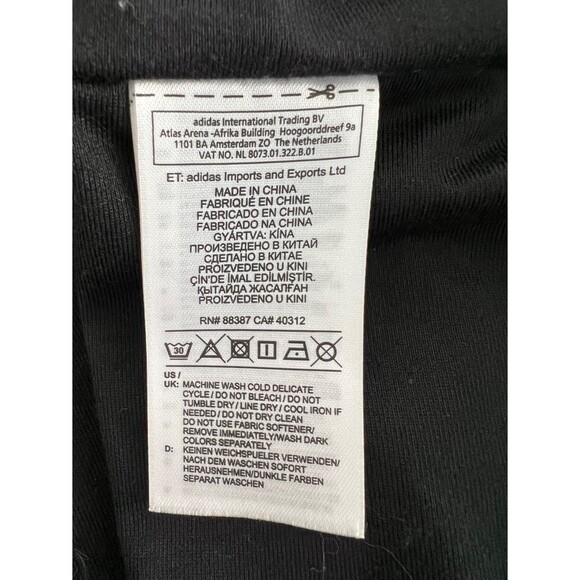 adidas International Trading BV
Atlas Arena -Afrika Building Hoogoorddreef 9a
1101 BA Amsterdam ZO The Netherlands
VAT NO. NL 8073.01.322.B.01
ET: adidas Imports and Exports Ltd
MADE IN CHINA
FABRIQUÉ EN CHINE
FABRICADO EN CHINA
FABRICADO NA CHINA
GYÁRTVA: KÍNA
ПРОИЗВЕДЕНО В КИТАЙ
СДЕЛАНО В КИТАЕ
PROIZVEDENO U KINI
ÇIN'DE IMAL EDILMIŞTIR.
ҚЫТАЙДА ЖАСАЛҒАН
PROIZVEDENO U KINI
RN# 88387 CA# 40312
30
US /
UK: MACHINE WASH COLD DELICATE
CYCLE / DO NOT BLEACH / DO NOT
TUMBLE DRY / LINE DRY / COOL IRON IF
NEEDED / DO NOT DRY CLEAN
DO NOT USE FABRIC SOFTENER/
REMOVE IMMEDIATELY/WASH DARK
COLORS SEPARATELY
D: KEINEN WEICHSPUELER VERWENDEN/
NACH DEM WASCHEN SOFORT
HERAUSNEHMEN/DUNKLE FARBEN
SEPARAT WASCHEN